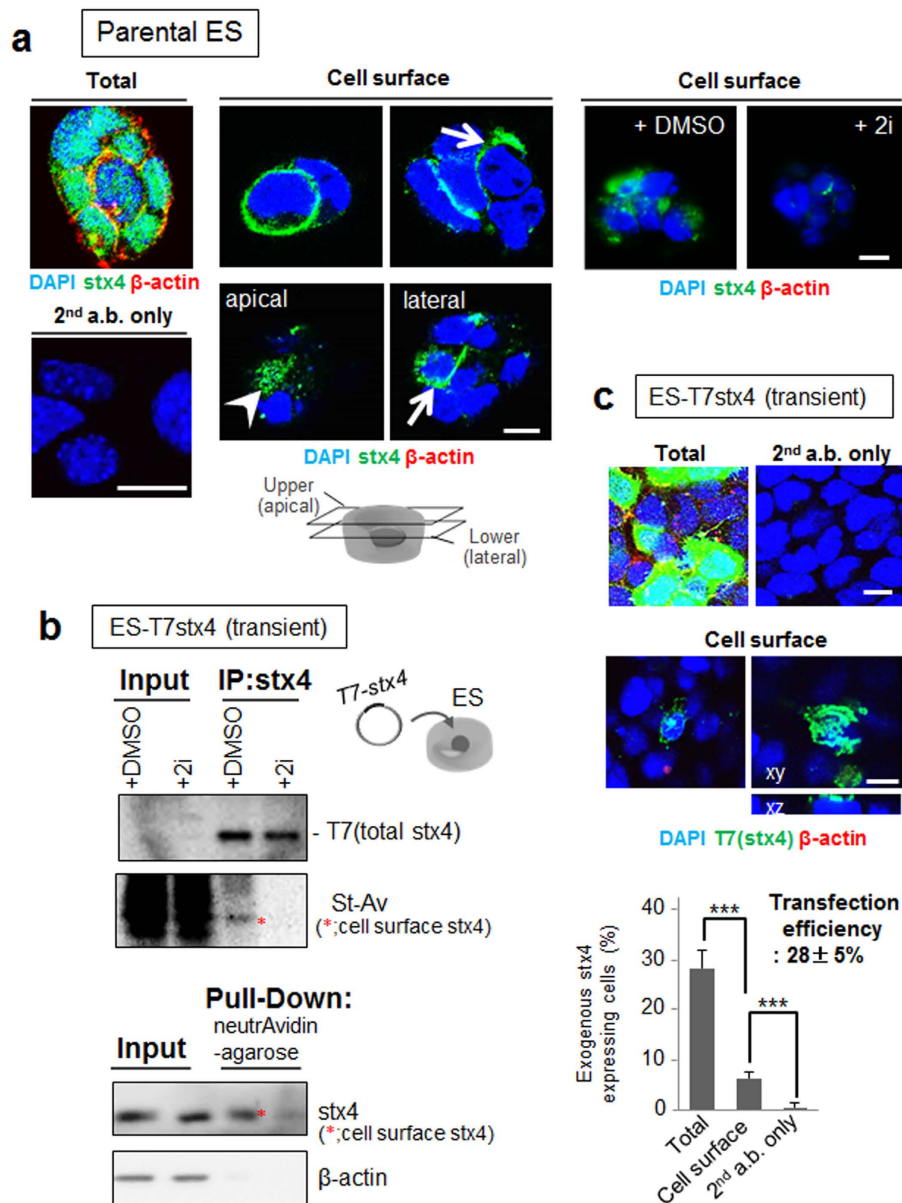 a
Parental ES
Total
Cell surface
Cell surface
+ DMSO
+ 2i
DAPI stx4 β-actin
2nd a.b. only
apical
lateral
DAPI stx4 β-actin
DAPI stx4 β-actin
Upper
(apical)
Lower
(lateral)
b
ES-T7stx4 (transient)
Input
IP:stx4
+DMSO
+2i
+DMSO
+2i
T7-stx4
ES
- T7(total stx4)
St-Av
(*;cell surface stx4)
*
Pull-Down:
neutrAvidin
-agarose
Input
stx4
(*;cell surface stx4)
*
β-actin
c
ES-T7stx4 (transient)
Total
2nd a.b. only
Cell surface
xy
xz
DAPI T7(stx4) β-actin
Transfection
efficiency
: 28± 5%
Exogenous stx4
expressing cells (%)
40
30
20
10
0
***
***
Total
Cell surface
2nd a.b. only